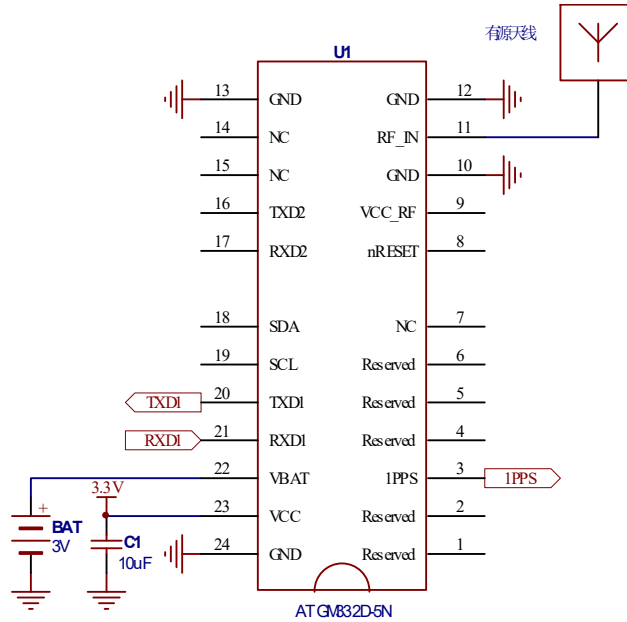 有源天线
U1
13 GND GND 12
14 NC RF_IN 11
15 NC GND 10
16 TXD2 VCC_RF 9
17 RXD2 nRESET 8
18 SDA NC 7
19 SCL Reserved 6
TXD1 20 TXD1 Reserved 5
RXD1 21 RXD1 Reserved 4
22 VBAT 1PPS 3 1PPS
3.3V 23 VCC Reserved 2
+
BAT
3V
C1
10uF
24 GND Reserved 1
ATGM332D-5N